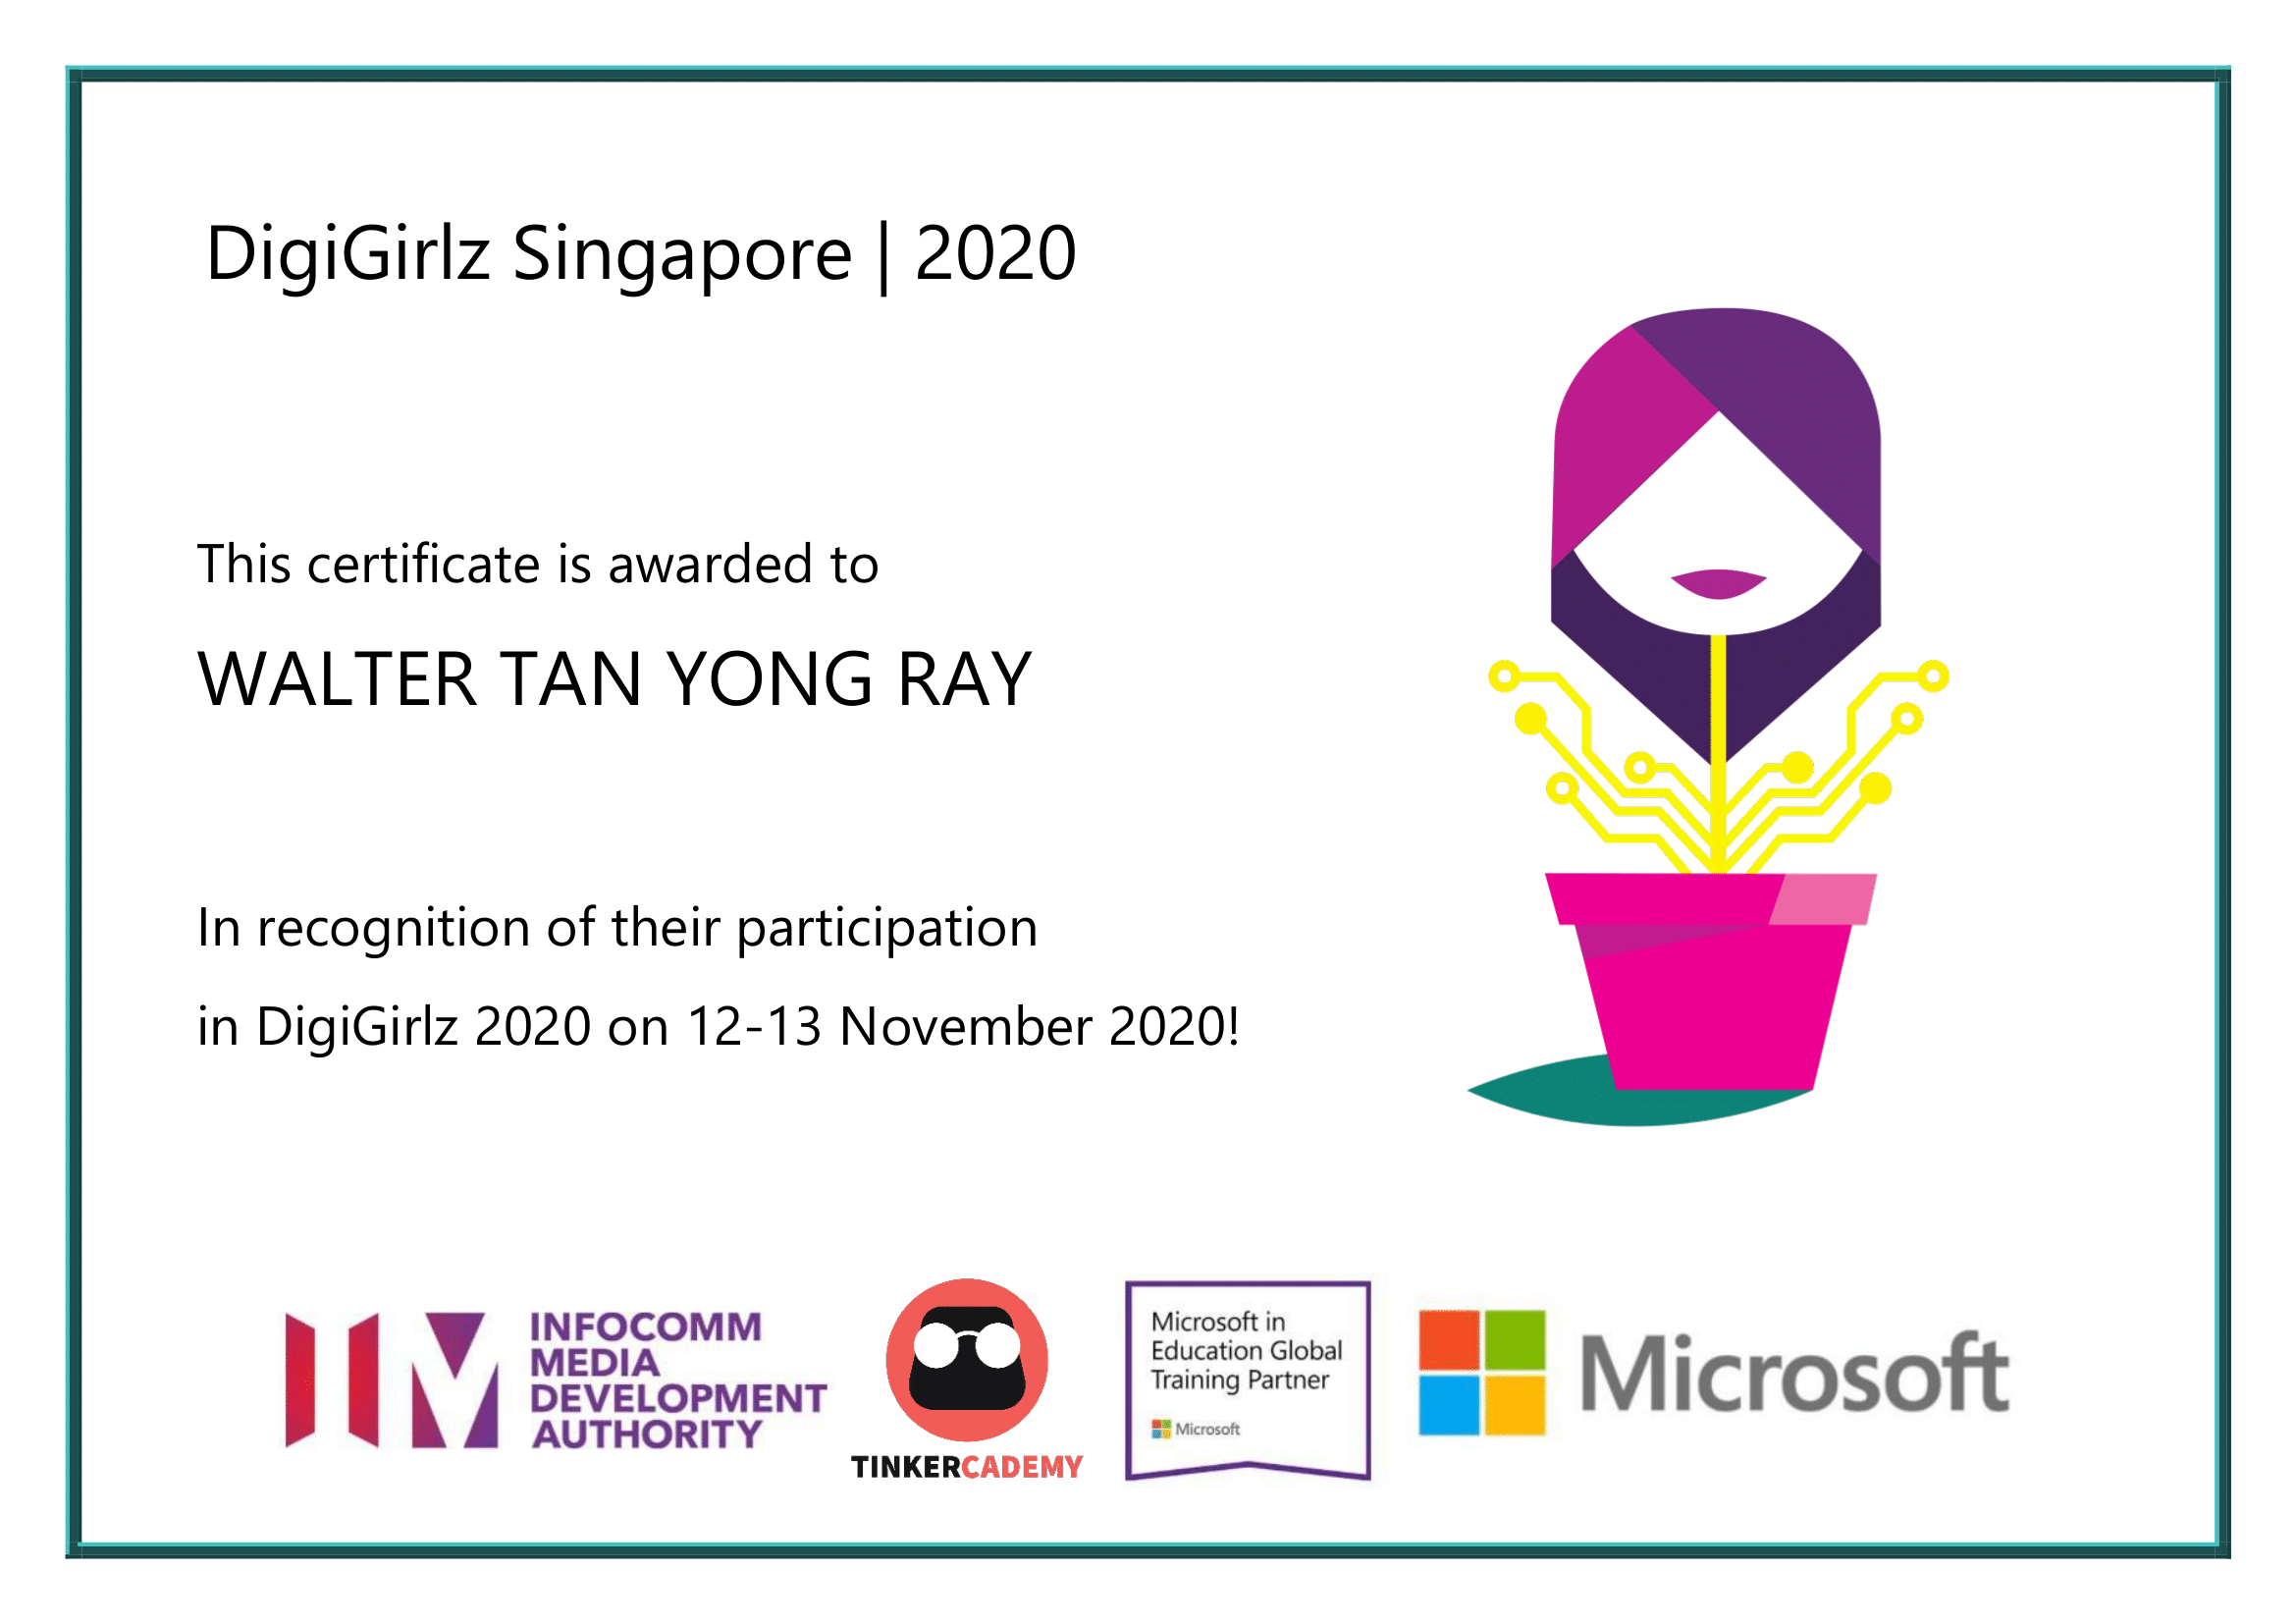 DigiGirlz Singapore | 2020
This certificate is awarded to
WALTER TAN YONG RAY
In recognition of their participation
in DigiGirlz 2020 on 12-13 November 2020!
INFOCOMM
MEDIA
DEVELOPMENT
AUTHORITY
TINKERCADEMY
Microsoft in
Education Global
Training Partner
Microsoft
Microsoft